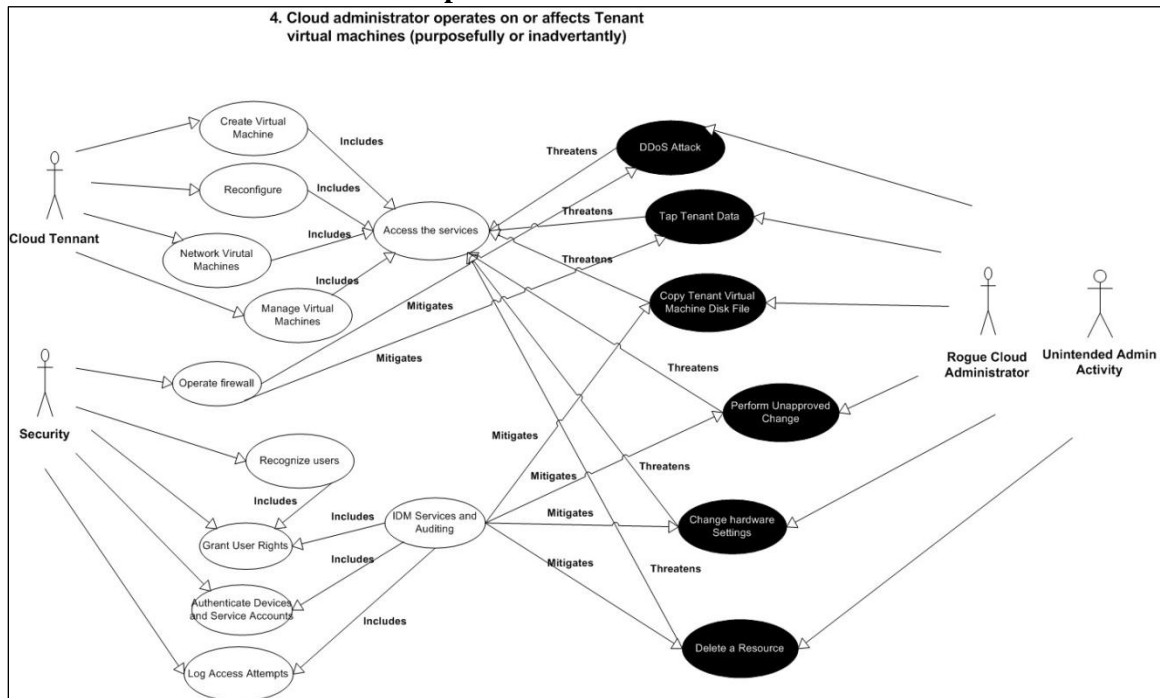 4. Cloud administrator operates on or affects Tenant
virtual machines (purposefully or inadvertantly)
Create Virtual
Machine
Includes
Threatens
DDoS Attack
Reconfigure
Includes
Cloud Tennant
Access the services
Threatens
Tap Tenant Data
Network Virutal
Machines
Includes
Threatens
Manage Virtual
Machines
Includes
Mitigates
Copy Tenant Virtual
Machine Disk File
Operate firewall
Mitigates
Rogue Cloud
Administrator
Unintended Admin
Activity
Threatens
Perform Unapproved
Change
Security
Recognize users
Includes
Mitigates
Mitigates
Threatens
IDM Services and
Auditing
Includes
Mitigates
Change hardware
Settings
Grant User Rights
Includes
Mitigates
Threatens
Authenticate Devices
and Service Accounts
Includes
Delete a Resource
Log Access Attempts